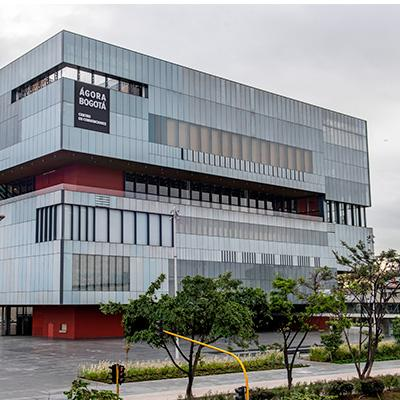 ÁGORA
BOGOTÁ
CENTRO
DE CONVENCIONES